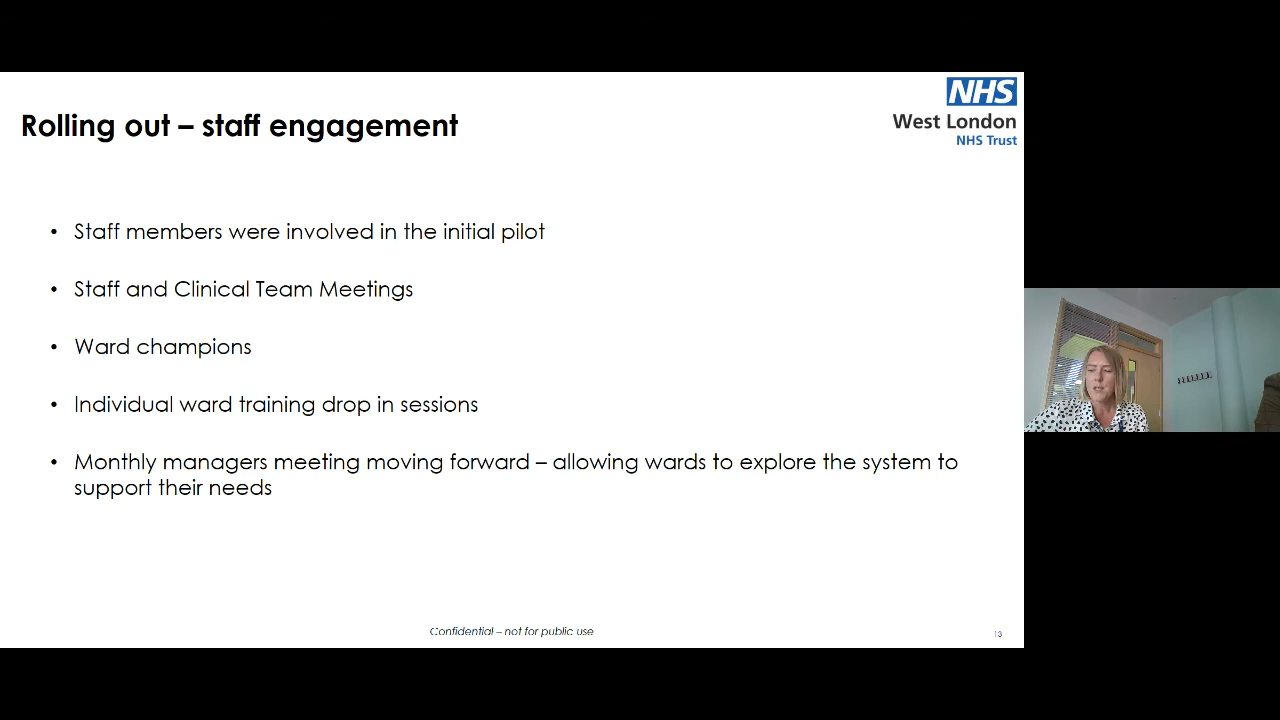 NHS
Rolling out – staff engagement
West London
NHS Trust
• Staff members were involved in the initial pilot
• Staff and Clinical Team Meetings
• Ward champions
• Individual ward training drop in sessions
• Monthly managers meeting moving forward – allowing wards to explore the system to
support their needs
Confidential – not for public use
13